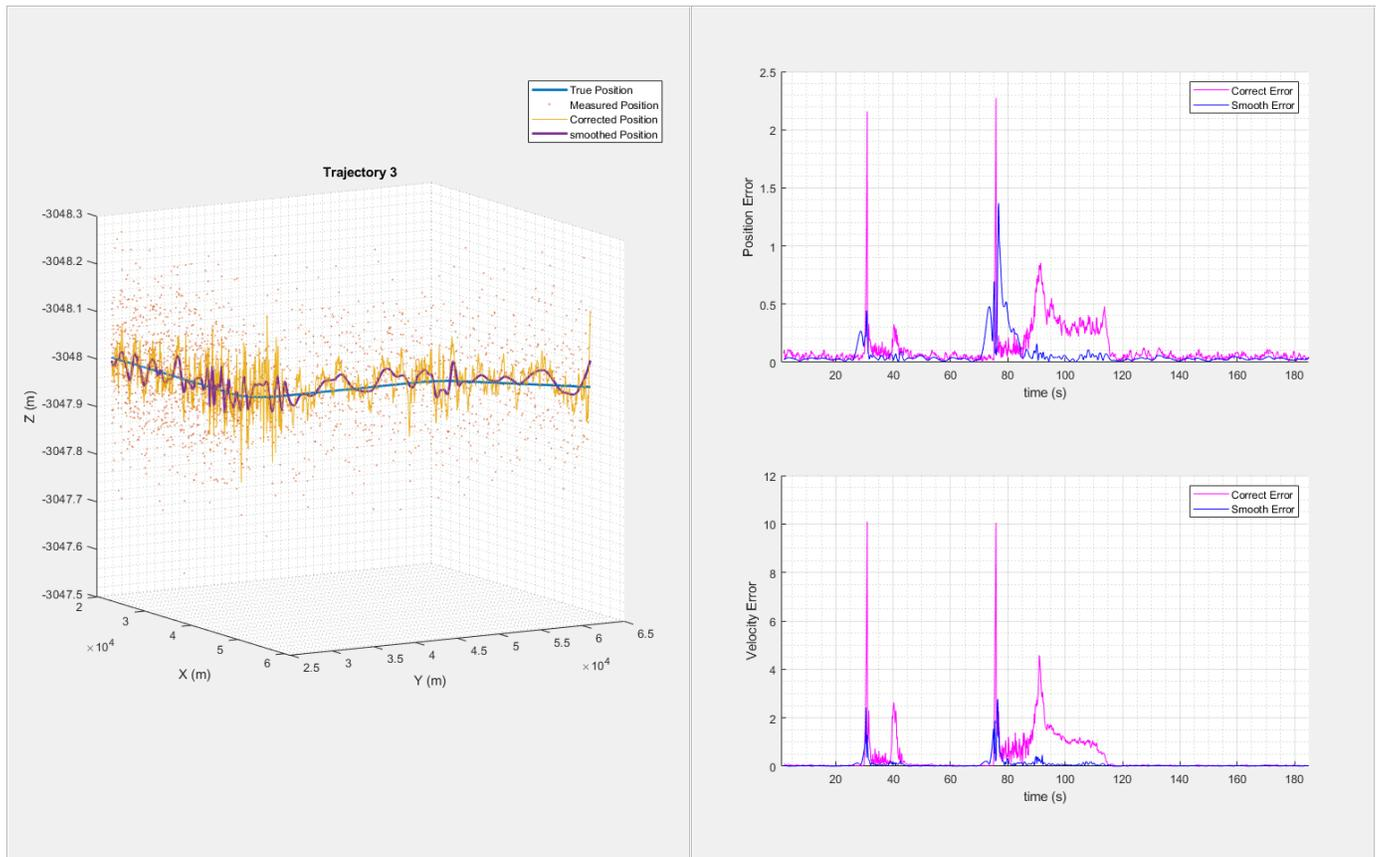 True Position
Measured Position
Corrected Position
smoothed Position
Trajectory 3
-3048.3
-3048.2
-3048.1
-3048
-3047.9
-3047.8
-3047.7
-3047.6
-3047.5
Z (m)
2
3
4
5
6
×10⁴
X (m)
2.5
3
3.5
4
4.5
5
5.5
6
6.5
×10⁴
Y (m)
2.5
2
1.5
1
0.5
0
Position Error
Correct Error
Smooth Error
20 40 60 80 100 120 140 160 180
time (s)
12
10
8
6
4
2
0
Velocity Error
Correct Error
Smooth Error
20 40 60 80 100 120 140 160 180
time (s)